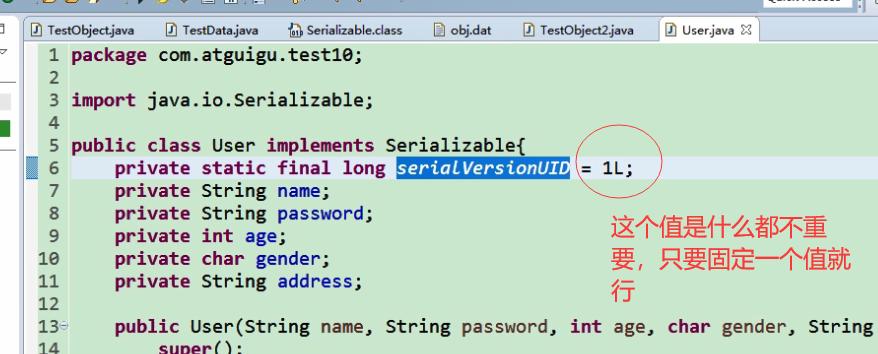 Quick Access
TestObject.java TestData.java Serializable.class obj.dat TestObject2.java User.java
1 package com.atguigu.test10;
2
3 import java.io.Serializable;
4
5 public class User implements Serializable{
6 private static final long serialVersionUID = 1L;
7 private String name;
8 private String password;
9 private int age;
10 private char gender;
11 private String address;
12
13 public User(String name, String password, int age, char gender, String
14 super();
这个值是什么都不重
要，只要固定一个值就
行